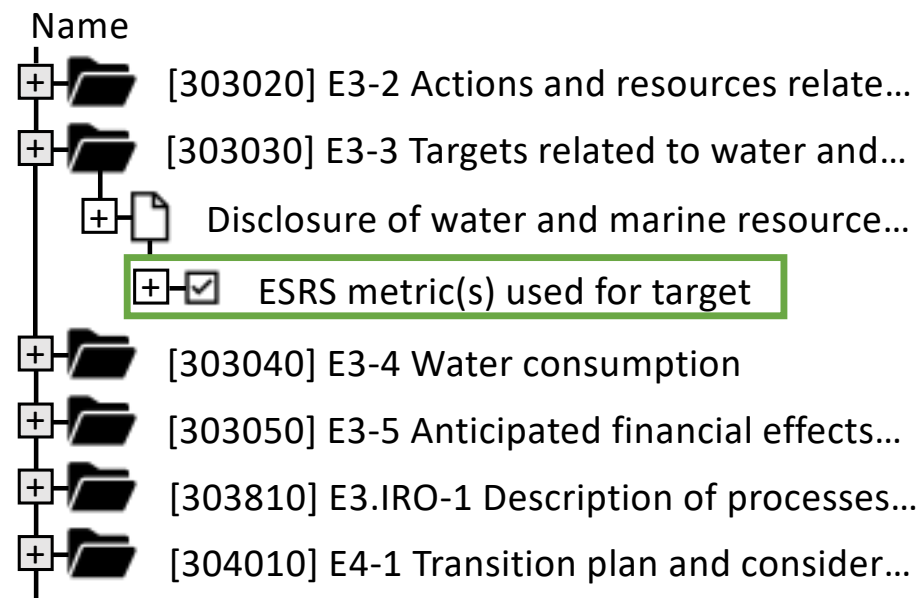 Name
[303020] E3-2 Actions and resources relate…
[303030] E3-3 Targets related to water and…
Disclosure of water and marine resource…
ESRS metric(s) used for target
[303040] E3-4 Water consumption
[303050] E3-5 Anticipated financial effects…
[303810] E3.IRO-1 Description of processes…
[304010] E4-1 Transition plan and consider…